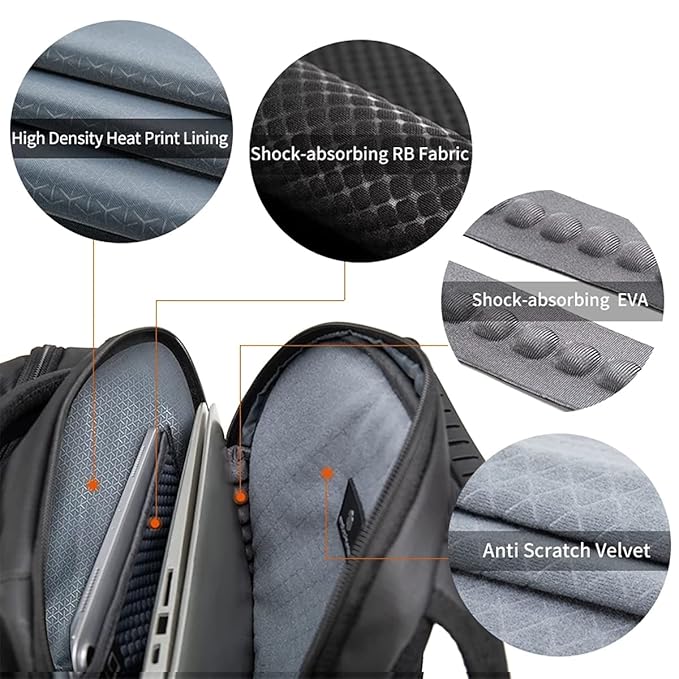 High Density Heat Print Lining
Shock-absorbing RB Fabric
Shock-absorbing EVA
Anti Scratch Velvet